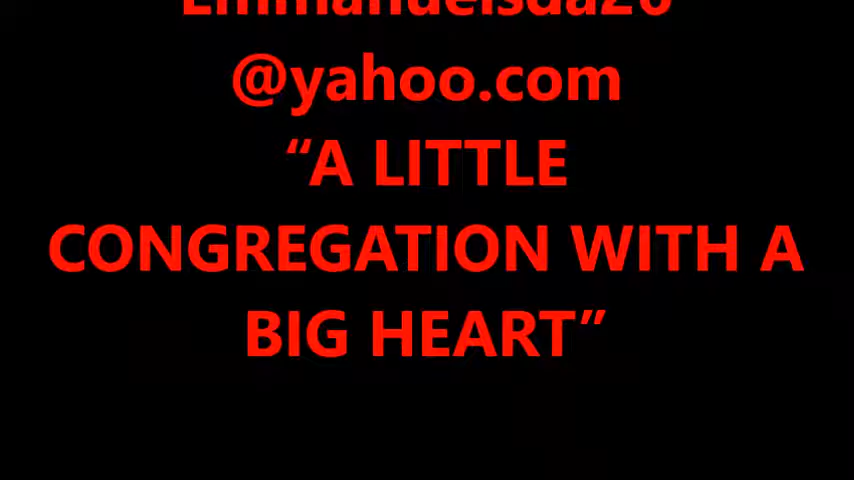 @yahoo.com
“A LITTLE
CONGREGATION WITH A
BIG HEART”